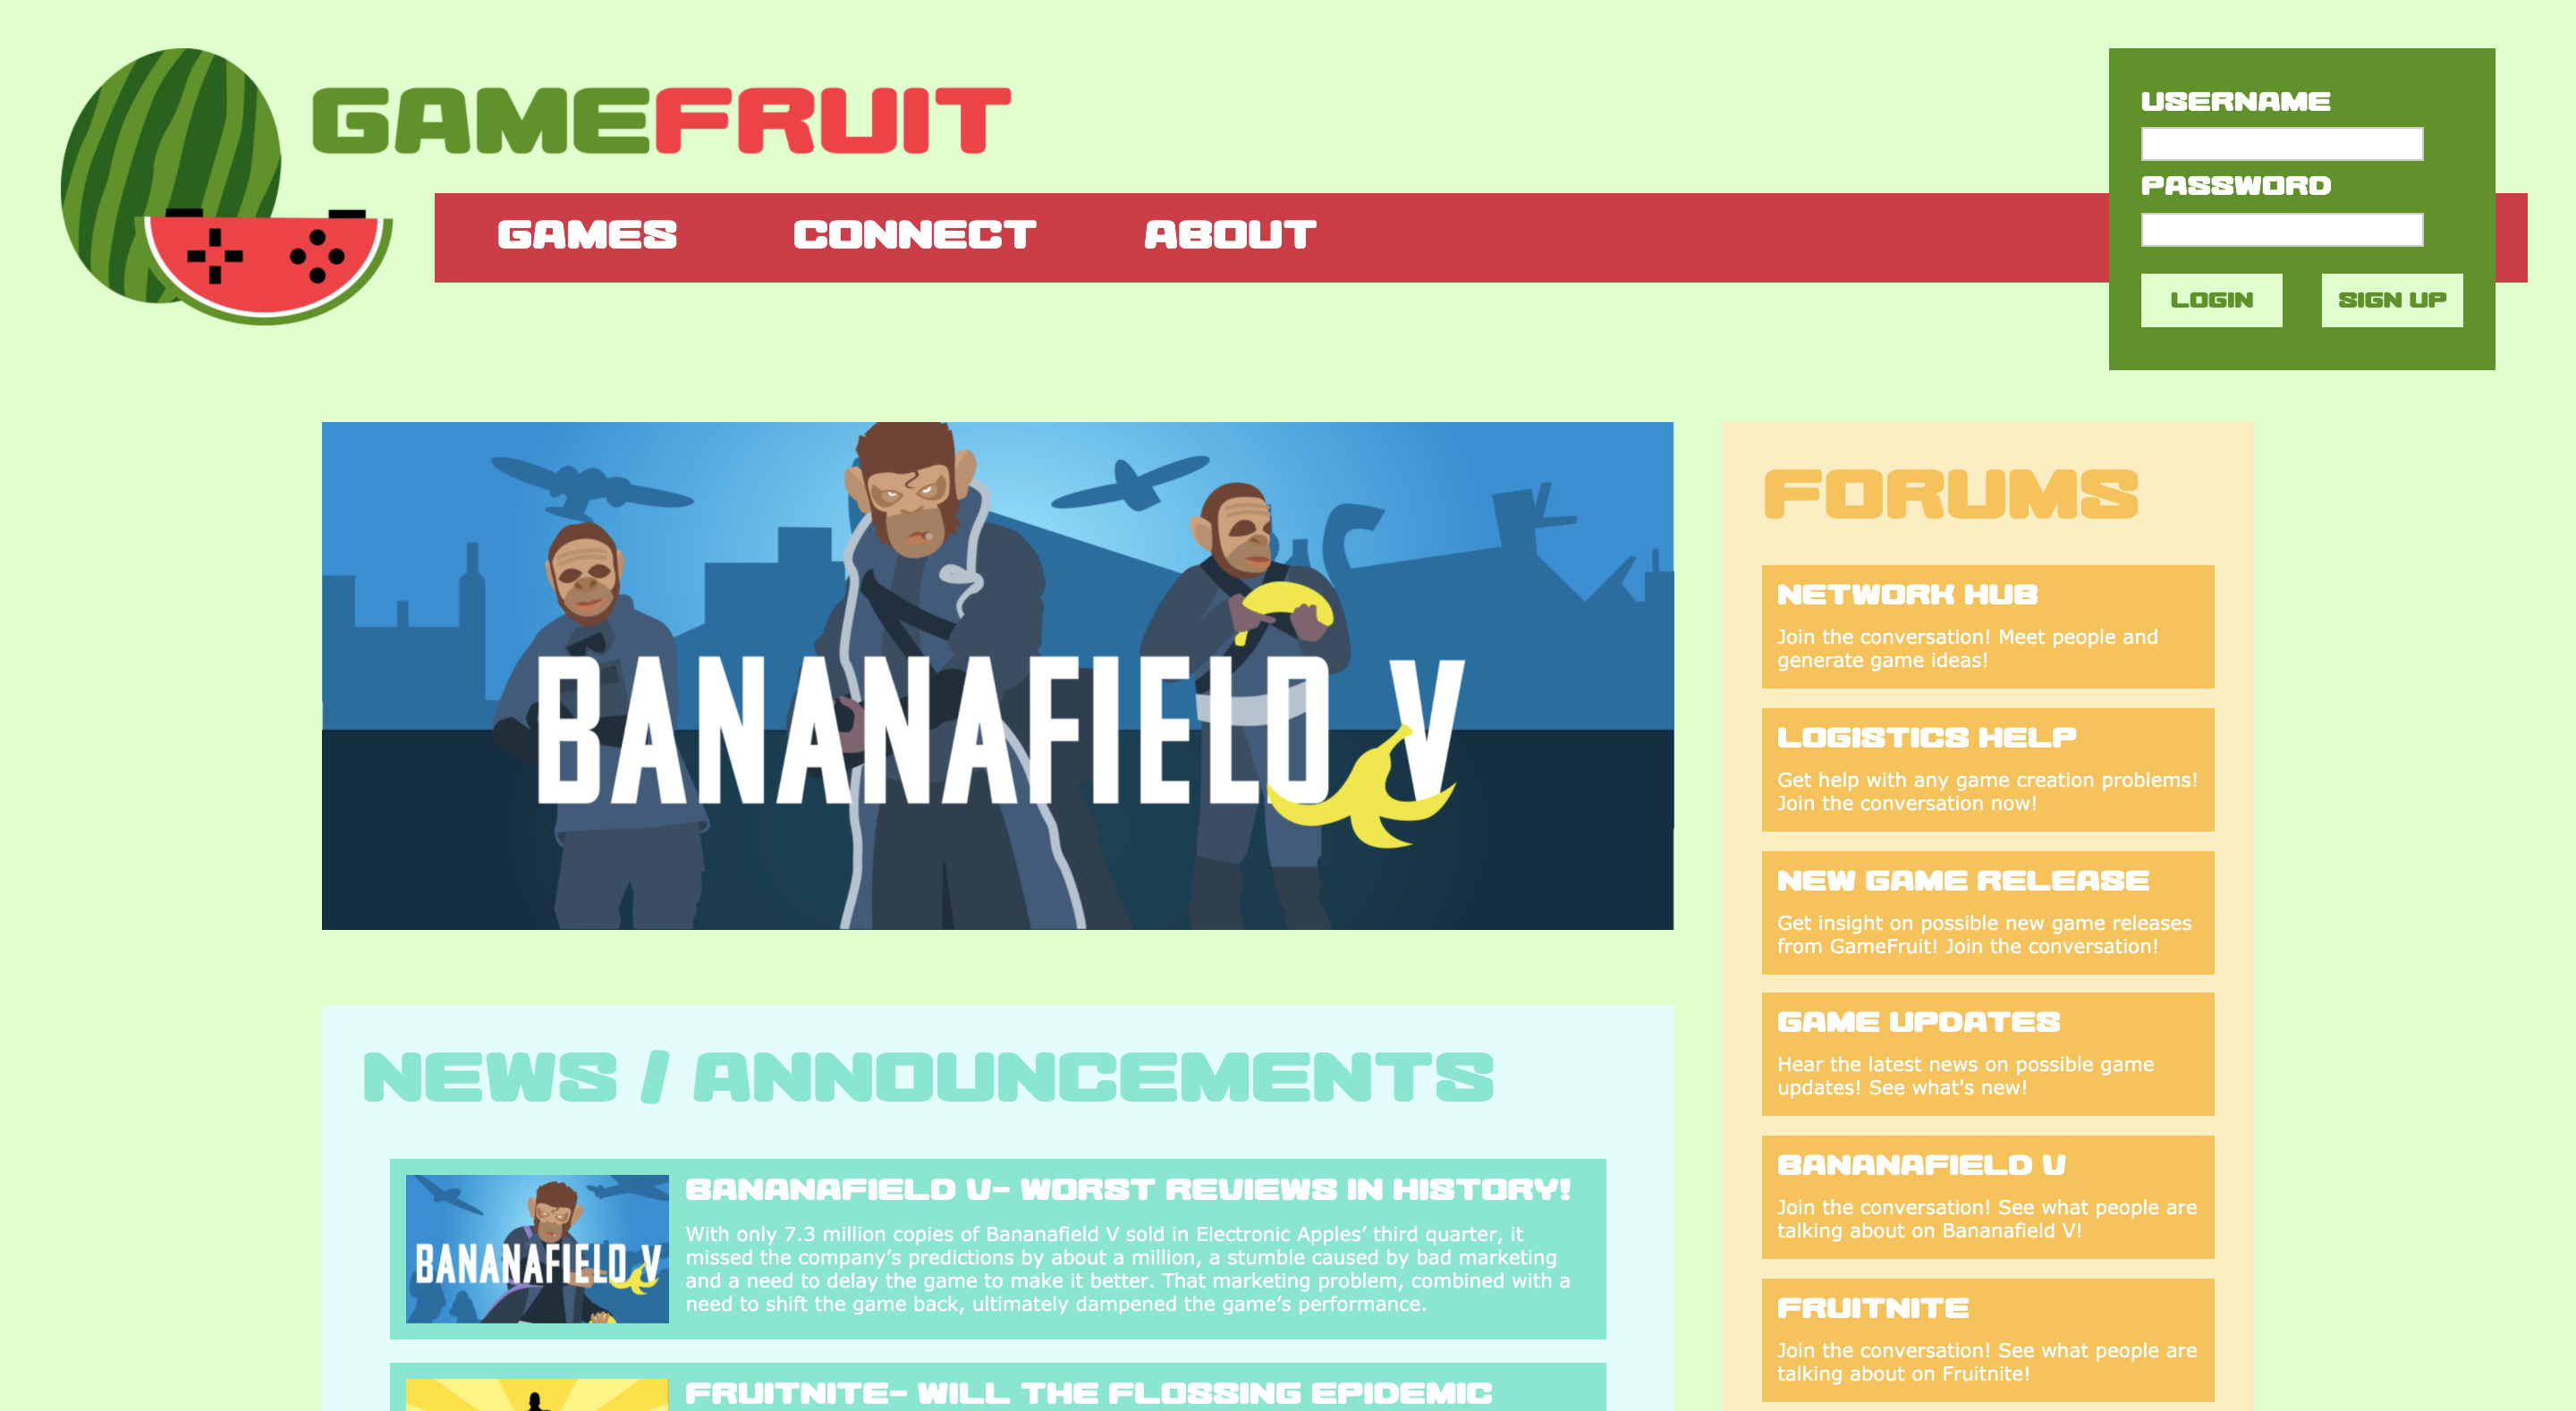 GAMEFRUIT
GAMES CONNECT ABOUT
USERNAME
PASSWORD
LOGIN SIGN UP
BANANAFIELD V
NEWS / ANNOUNCEMENTS
BANANAFIELD V
BANANAFIELD V- WORST REVIEWS IN HISTORY!
With only 7.3 million copies of Bananafield V sold in Electronic Apples’ third quarter, it
missed the company’s predictions by about a million, a stumble caused by bad marketing
and a need to delay the game to make it better. That marketing problem, combined with a
need to shift the game back, ultimately dampened the game’s performance.
FRUITNITE- WILL THE FLOSSING EPIDEMIC
FORUMS
NETWORK HUB
Join the conversation! Meet people and
generate game ideas!
LOGISTICS HELP
Get help with any game creation problems!
Join the conversation now!
NEW GAME RELEASE
Get insight on possible new game releases
from GameFruit! Join the conversation!
GAME UPDATES
Hear the latest news on possible game
updates! See what's new!
BANANAFIELD V
Join the conversation! See what people are
talking about on Bananafield V!
FRUITNITE
Join the conversation! See what people are
talking about on Fruitnite!